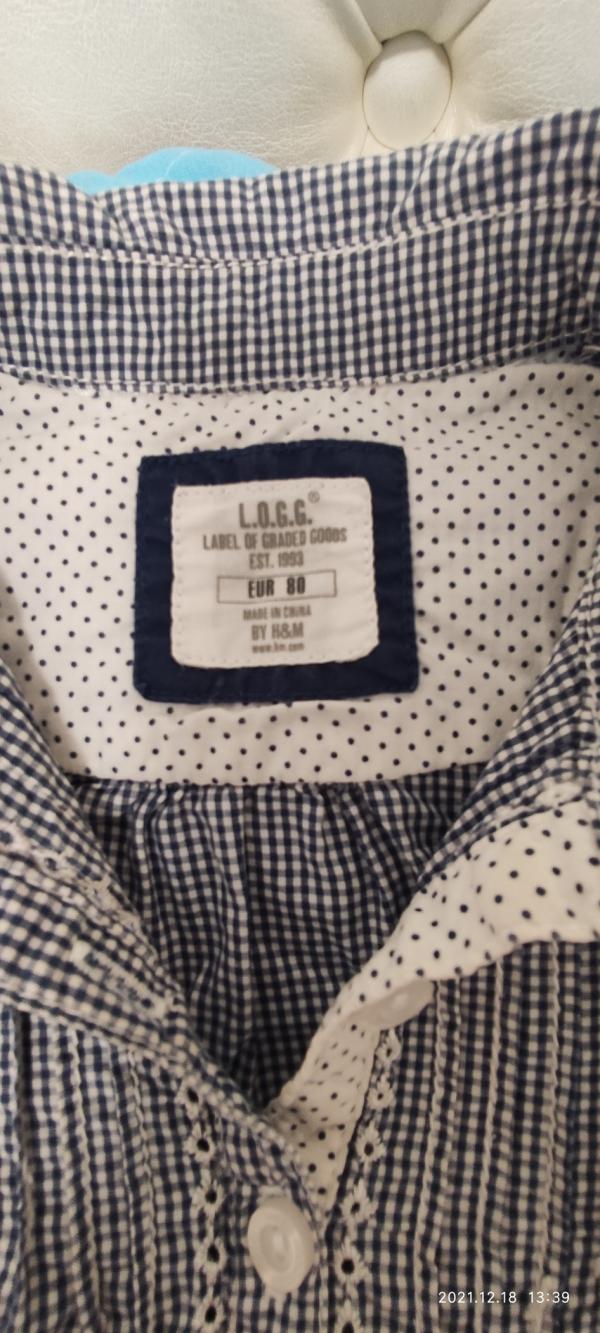 L.O.G.G.®
LABEL OF GRADED GOODS
EST. 1993
EUR 80
MADE IN CHINA
BY H&M
www.hm.com
2021.12.18 13:39